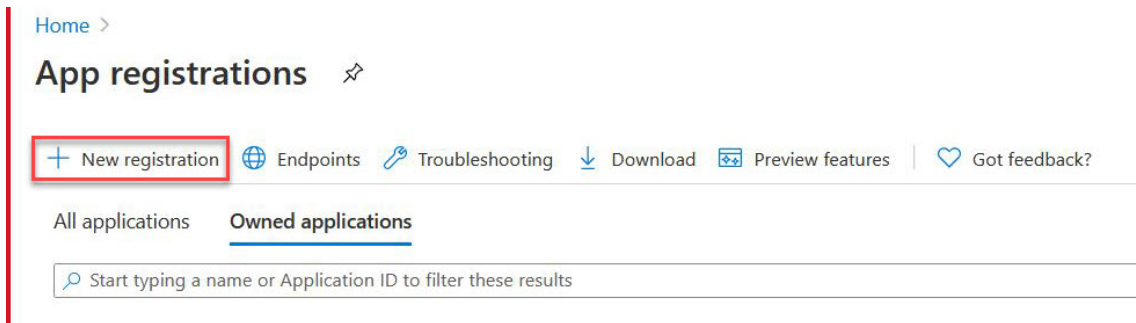 Home >
App registrations
New registration Endpoints Troubleshooting Download Preview features Got feedback?
All applications Owned applications
Start typing a name or Application ID to filter these results